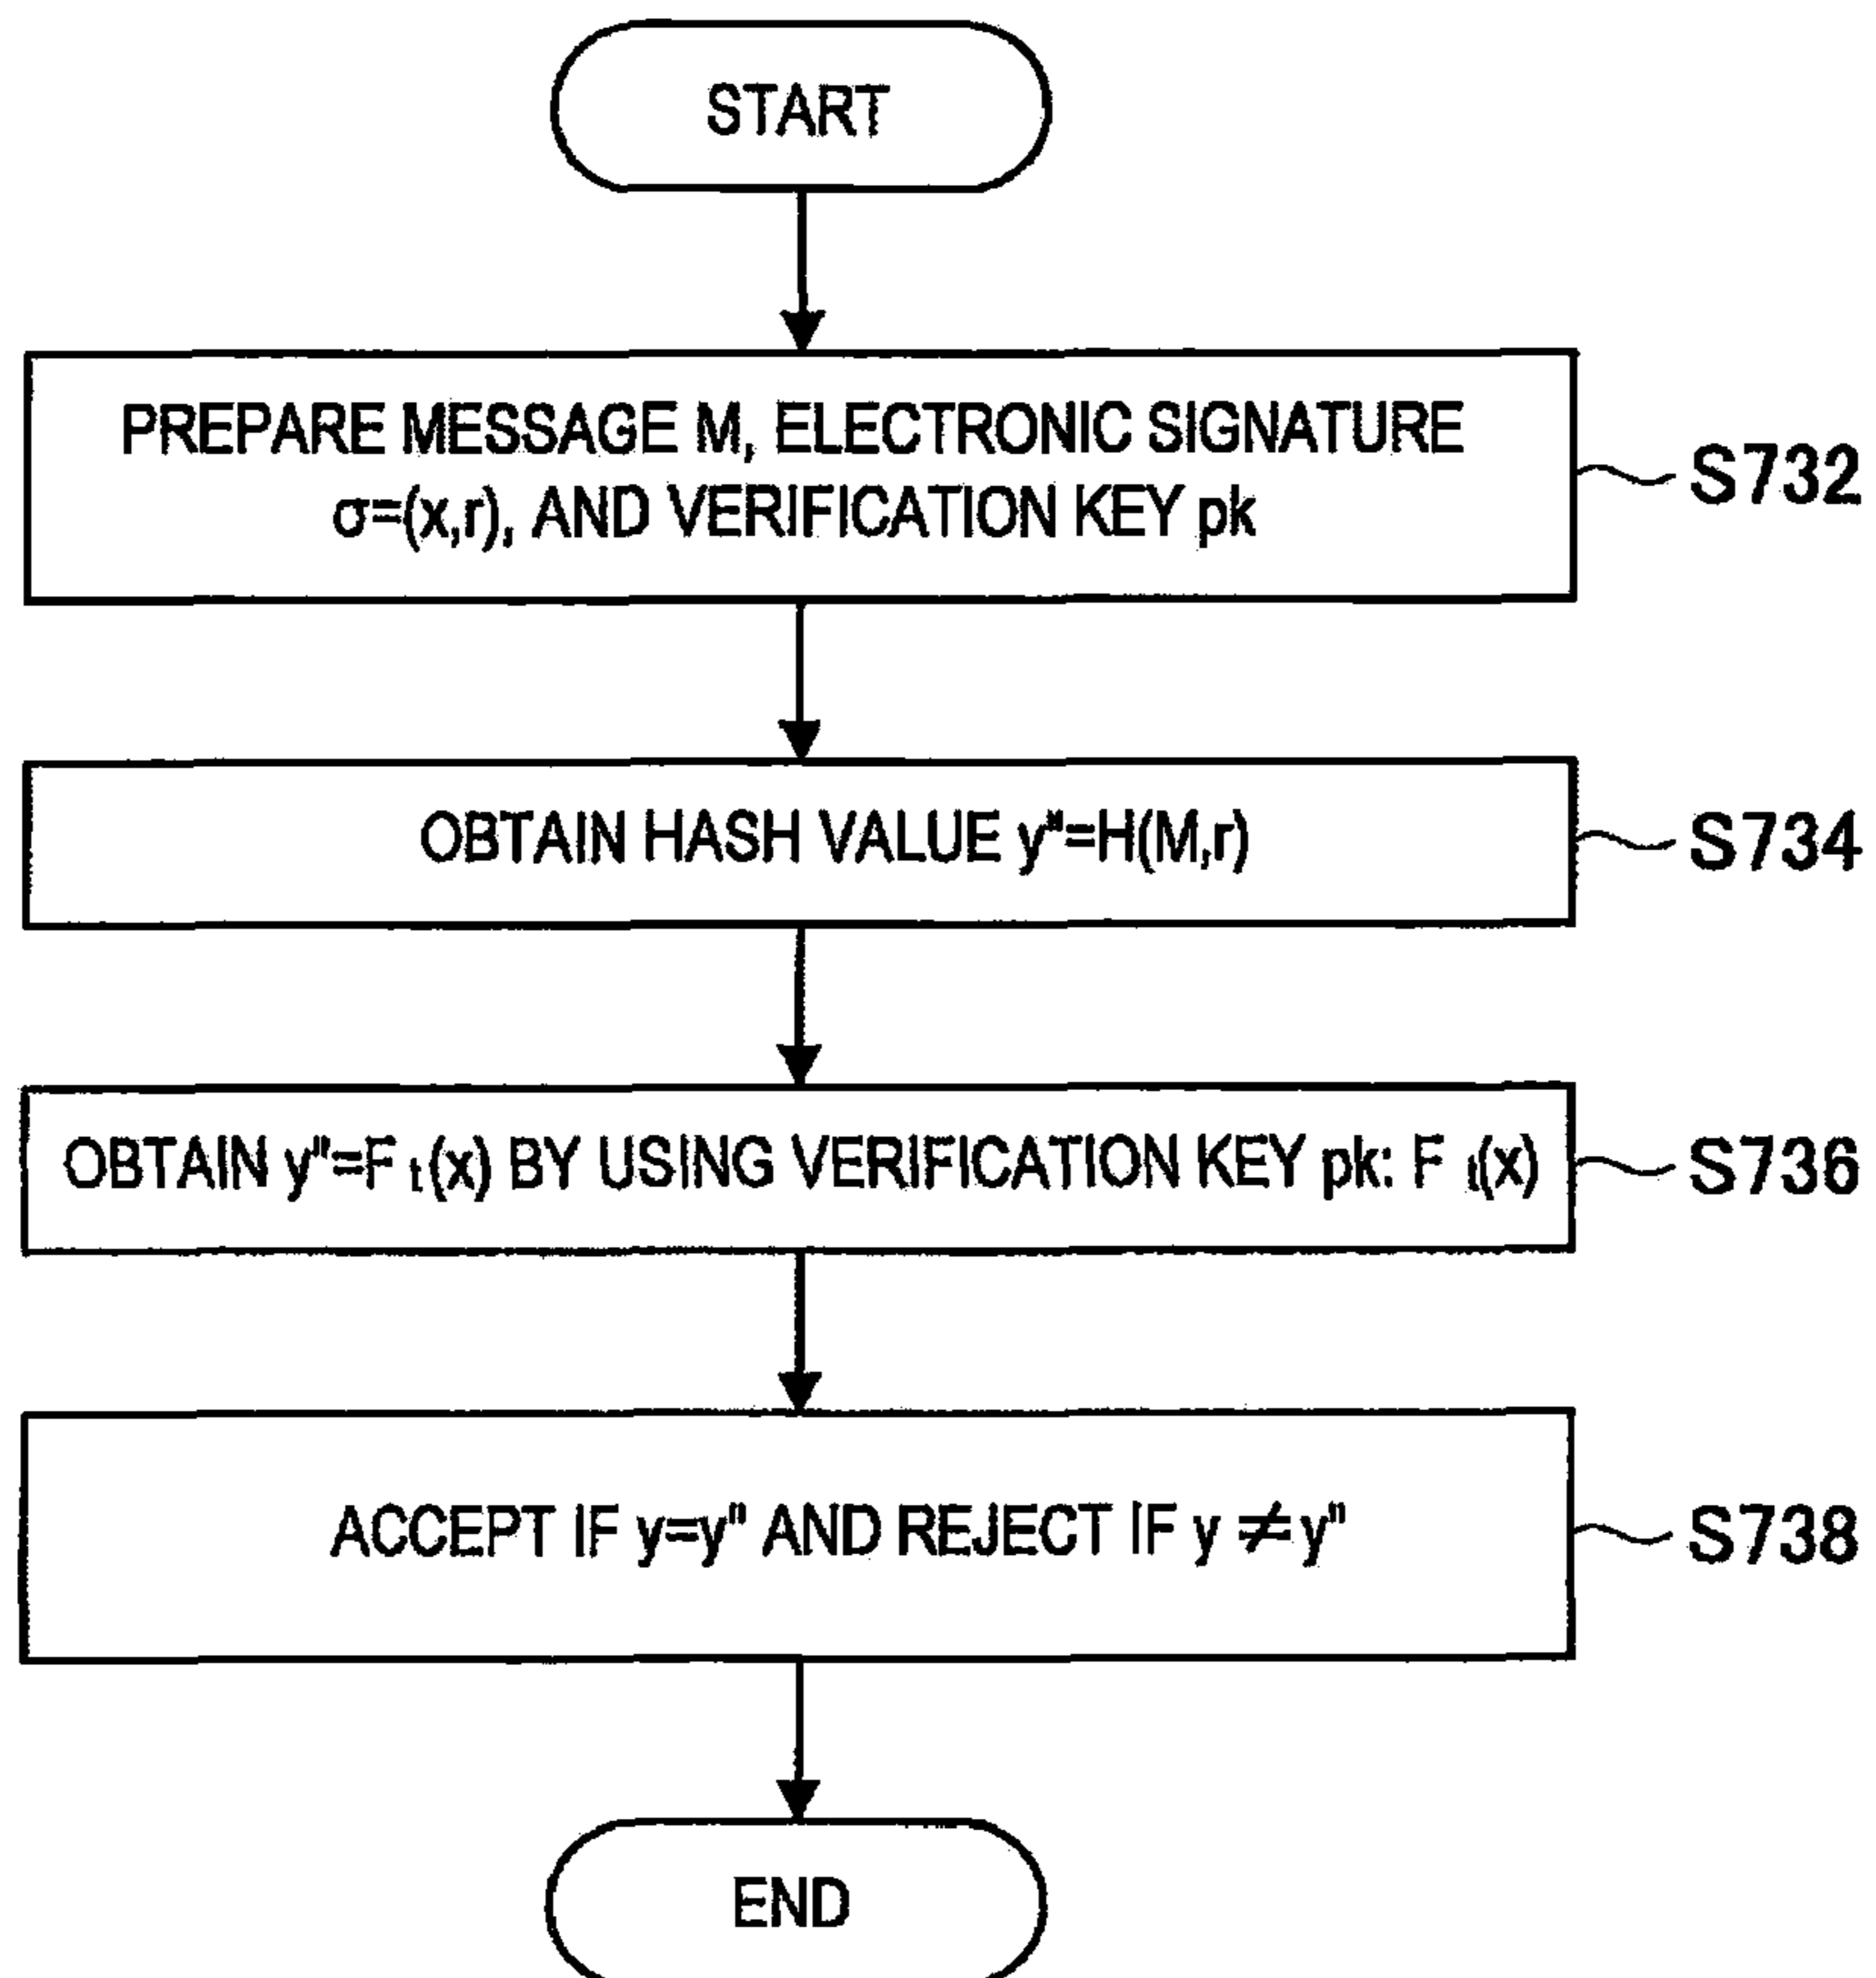 START
PREPARE MESSAGE M, ELECTRONIC SIGNATURE
σ=(x,r), AND VERIFICATION KEY pk
S732
OBTAIN HASH VALUE y"=H(M,r)
S734
OBTAIN y"=F t(x) BY USING VERIFICATION KEY pk: F t(x)
S736
ACCEPT IF y=y" AND REJECT IF y ≠ y"
S738
END